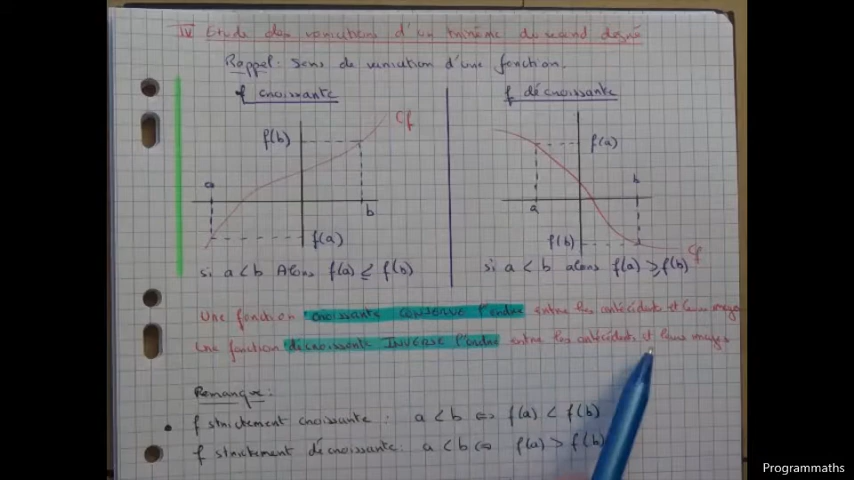 IV Etude des variations d'un trinôme du second degré
Rappel: sens de variation d'une fonction.
f croissante
f décroissante
Cf
f(b)
a
b
f(a)
f(a)
b
a
f(b)
Cf
si a < b Alors f(a) ≤ f(b)
si a < b alors f(a) ≥ f(b)
Une fonction croissante CONSERVE l'ordre entre les antécédents et leurs images
Une fonction décroissante INVERSE l'ordre entre les antécédents et leurs images
Remarque:
• f strictement croissante : a < b ⇔ f(a) < f(b)
• f strictement décroissante: a < b ⇔ f(a) > f(b)
Programmaths